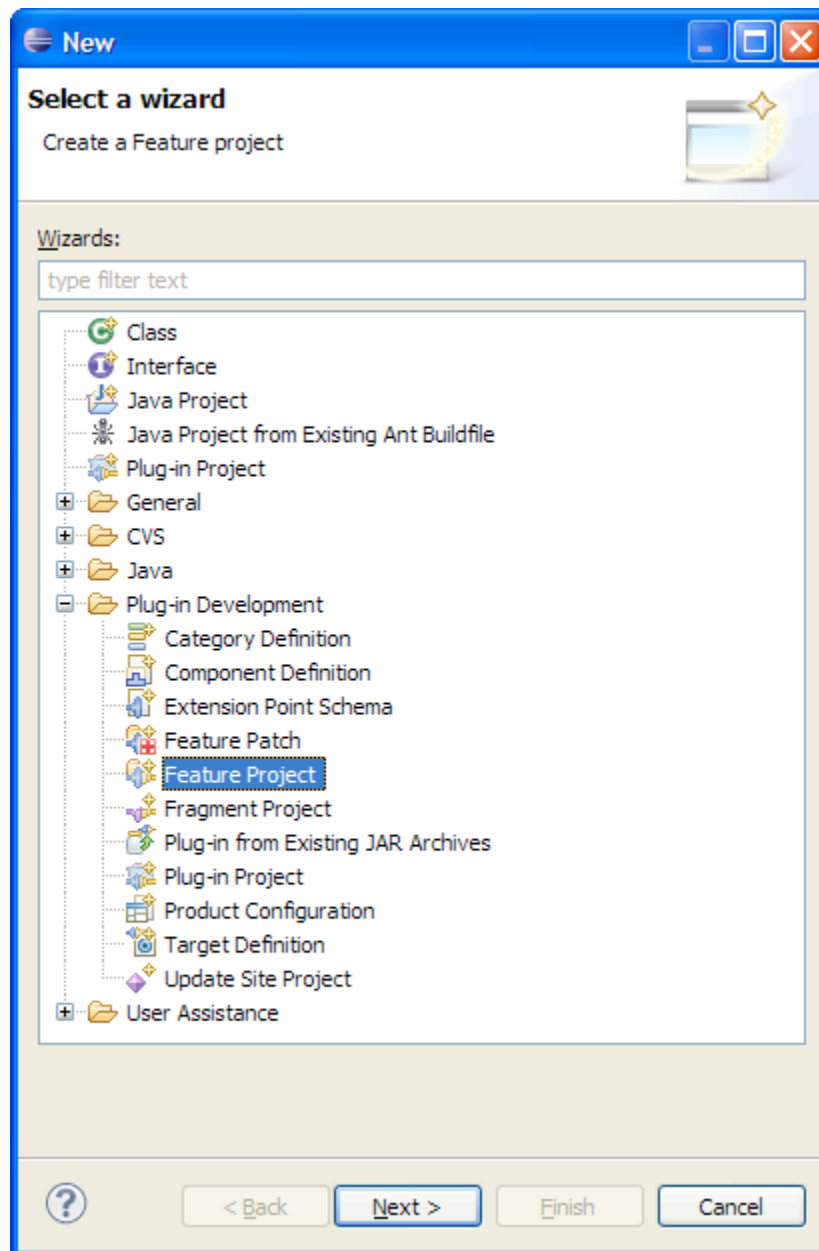 New
Select a wizard
Create a Feature project
Wizards:
type filter text
Class
Interface
Java Project
Java Project from Existing Ant Buildfile
Plug-in Project
General
CVS
Java
Plug-in Development
Category Definition
Component Definition
Extension Point Schema
Feature Patch
Feature Project
Fragment Project
Plug-in from Existing JAR Archives
Plug-in Project
Product Configuration
Target Definition
Update Site Project
User Assistance
? < Back Next > Finish Cancel